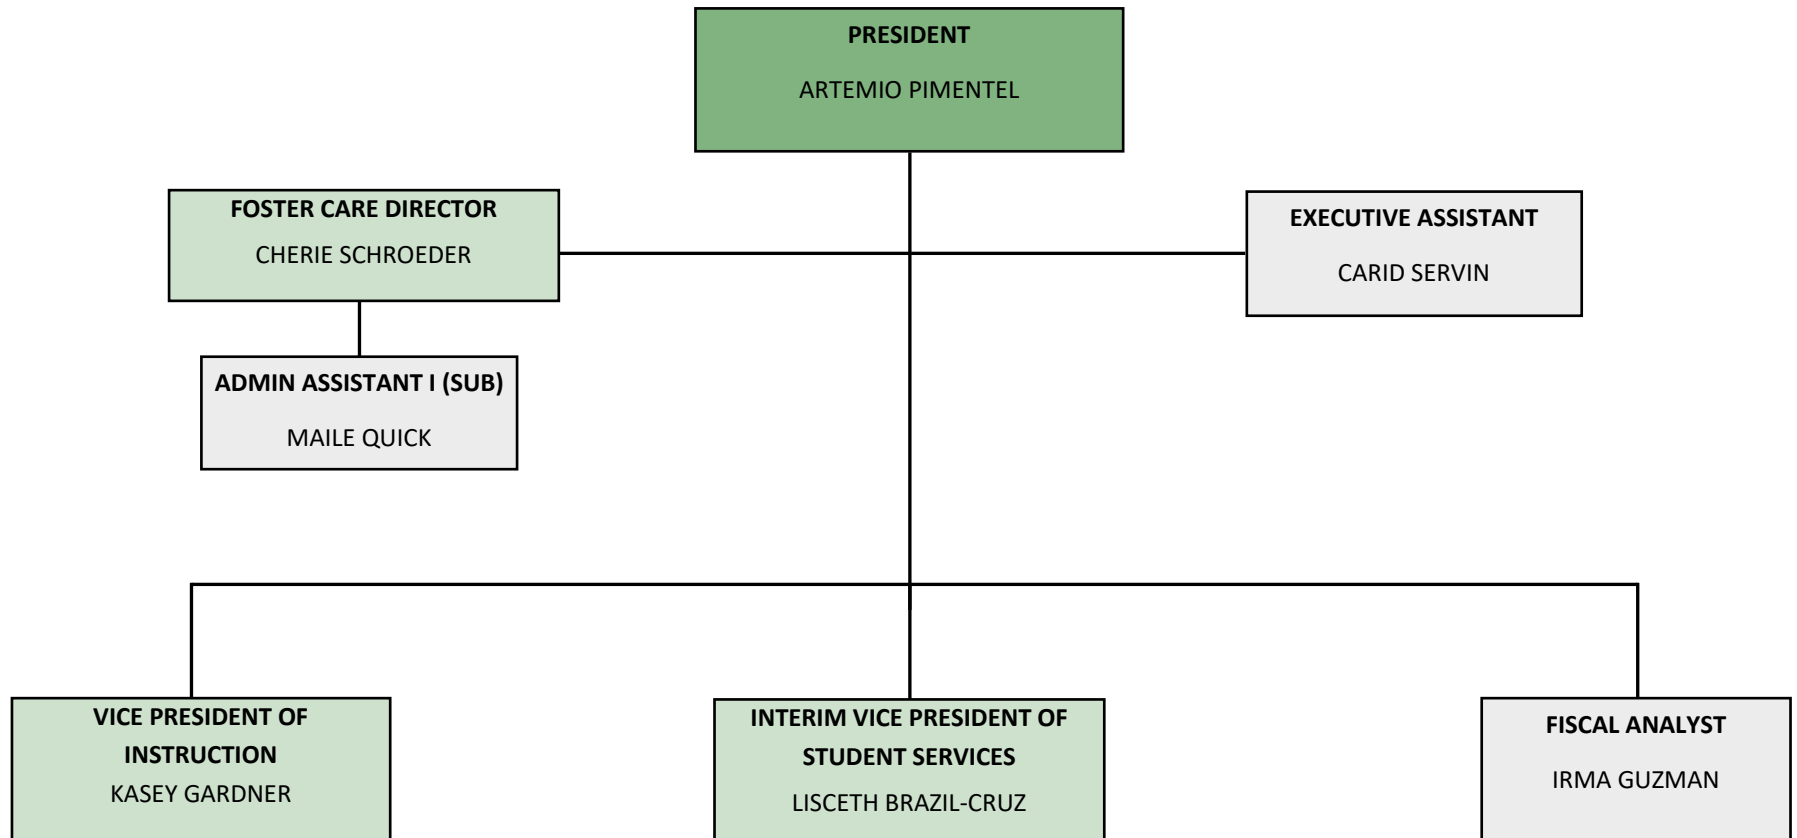 PRESIDENT
ARTEMIO PIMENTEL
FOSTER CARE DIRECTOR
CHERIE SCHROEDER
EXECUTIVE ASSISTANT
CARID SERVIN
ADMIN ASSISTANT I (SUB)
MAILE QUICK
VICE PRESIDENT OF
INSTRUCTION
KASEY GARDNER
INTERIM VICE PRESIDENT OF
STUDENT SERVICES
LISCETH BRAZIL-CRUZ
FISCAL ANALYST
IRMA GUZMAN